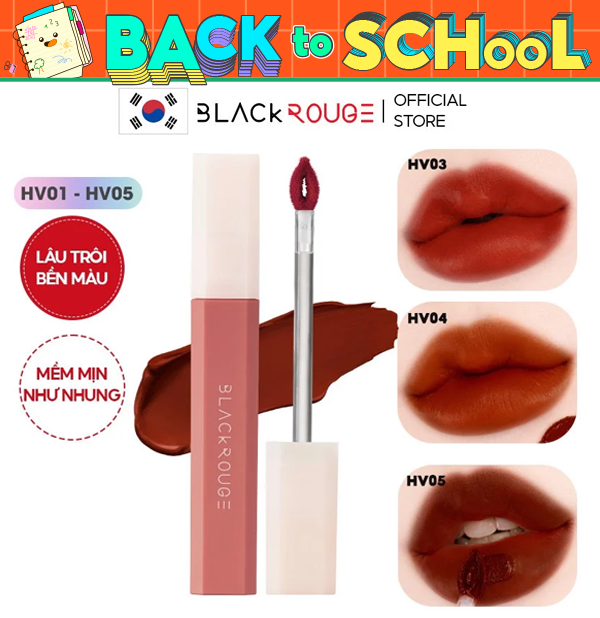 BACK to SCHOOL
BLACK ROUGE
OFFICIAL
STORE
HV01 - HV05
LÂU TRÔI
BỀN MÀU
MỀM MỊN
NHƯ NHUNG
BLACK ROUGE
HV03
HV04
HV05